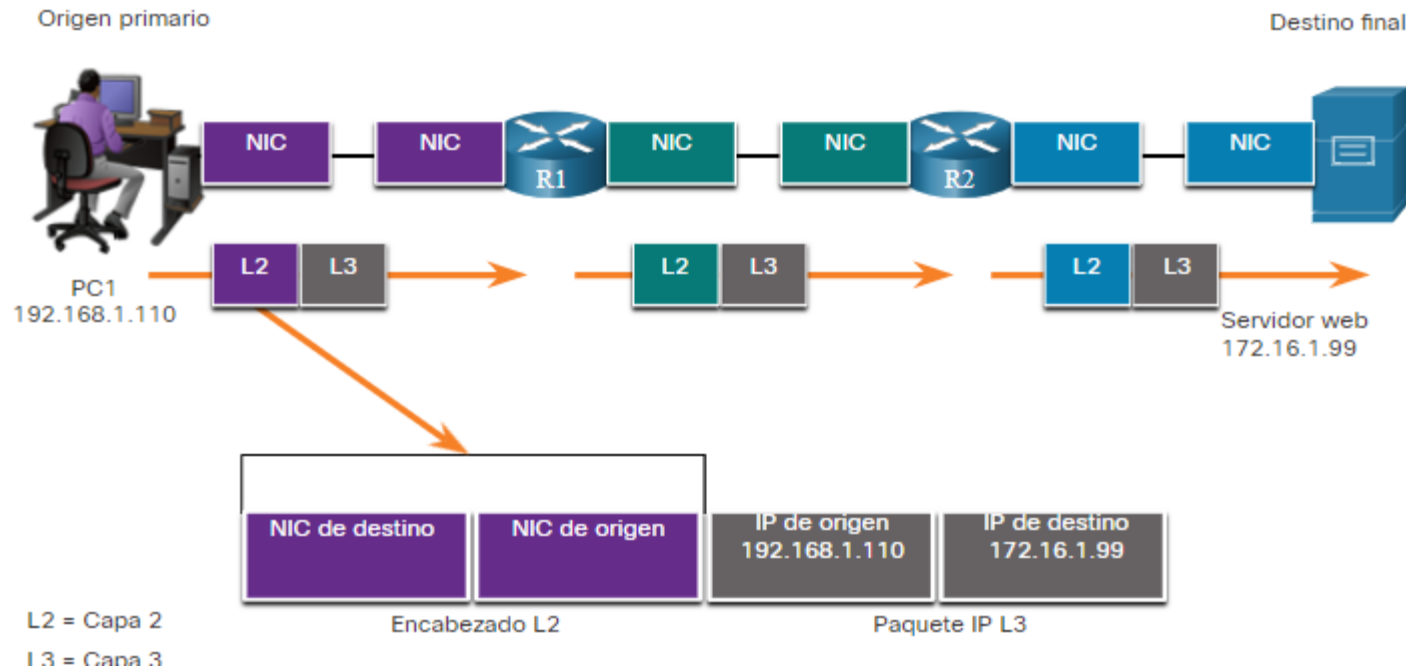 Origen primario
Destino final
NIC
NIC
R1
NIC
NIC
R2
NIC
NIC
L2
L3
L2
L3
L2
L3
PC1
192.168.1.110
Servidor web
172.16.1.99
NIC de destino
NIC de origen
IP de origen
192.168.1.110
IP de destino
172.16.1.99
L2 = Capa 2
Encabezado L2
Paquete IP L3
L3 = Capa 3